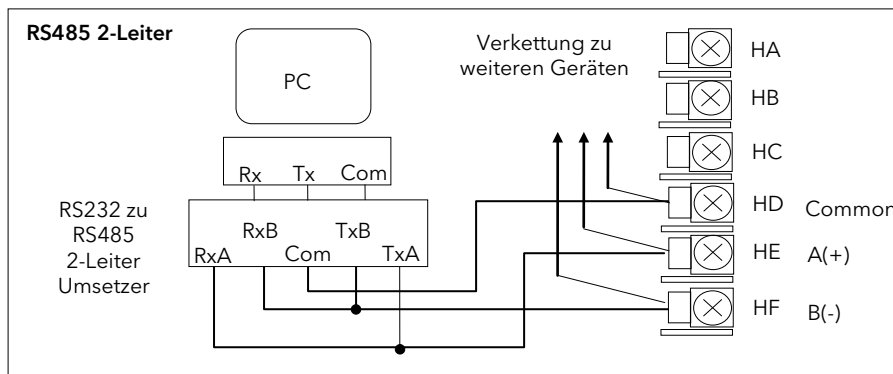 RS485 2-Leiter
PC
Verkettung zu
weiteren Geräten
Rx Tx Com
RS232 zu
RS485
2-Leiter
Umsetzer
RxB TxB
RxA Com TxA
HA
HB
HC
HD Common
HE A(+)
HF B(-)